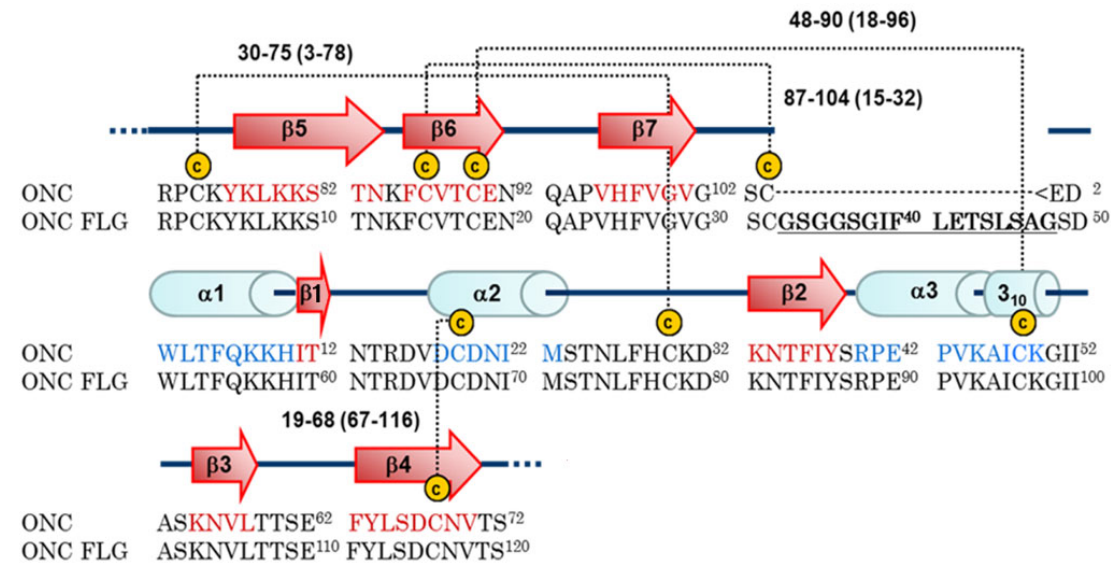 48-90 (18-96)
30-75 (3-78)
87-104 (15-32)
β5 β6 β7
C C C C
ONC RPCKYKLKKS82 TNKFCVTCEN92 QAPVHFVGVG102 SC------------------------<ED 2
ONC FLG RPCKYKLKKS10 TNKFCVTCEN20 QAPVHFVGVG30 SCGSGGSGIF40 LETSLSAGSD50
α1 β1 α2 β2 α3 310
C C C
ONC WLTFQKKHIT12 NTRDVDCDNI22 MSTNLFHCKD32 KNTFIYSRPE42 PVKAICKGII52
ONC FLG WLTFQKKHIT60 NTRDVDCDNI70 MSTNLFHCKD80 KNTFIYSRPE90 PVKAICKGII100
19-68 (67-116)
β3 β4
C
ONC ASKNVLTTSE62 FYLSDCNVTS72
ONC FLG ASKNVLTTSE110 FYLSDCNVTS120